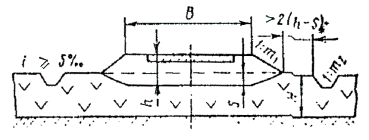 B
>2(h-S)
i ⩾ 5‰
1:m₁
1:m₂
h
S